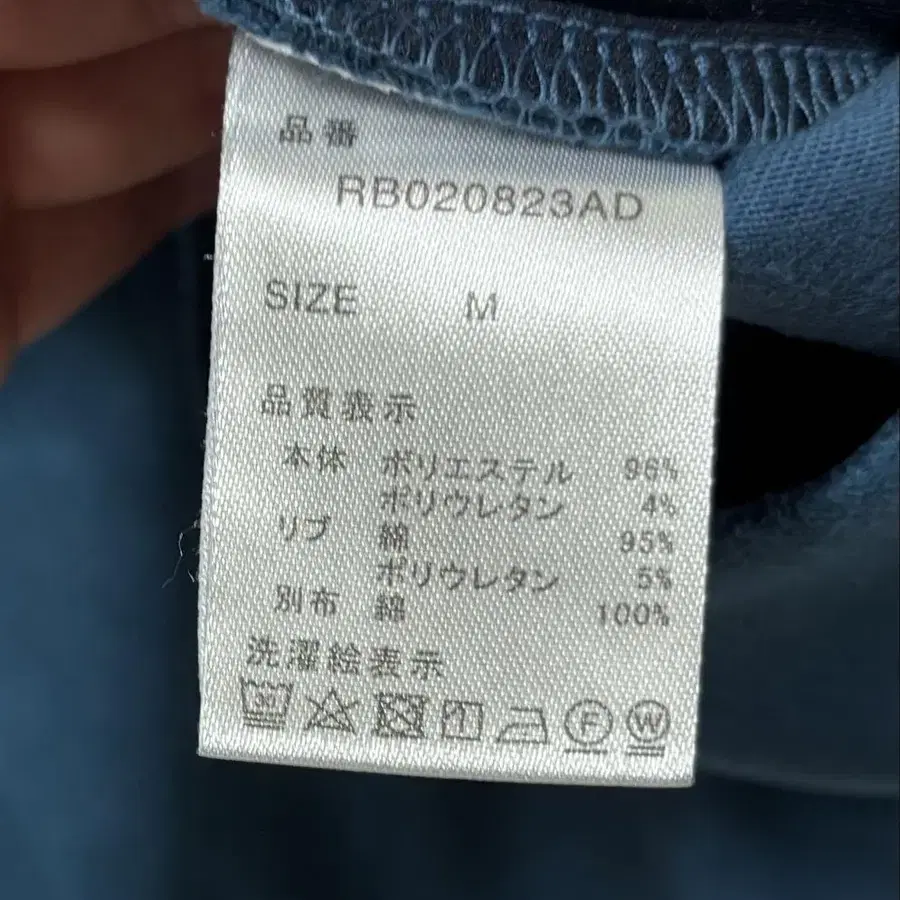 品番
RB020823AD
SIZE M
品質表示
本体 ポリエステル 96%
ポリウレタン 4%
リブ 綿 95%
ポリウレタン 5%
別布 綿 100%
洗濯絵表示
30 F W